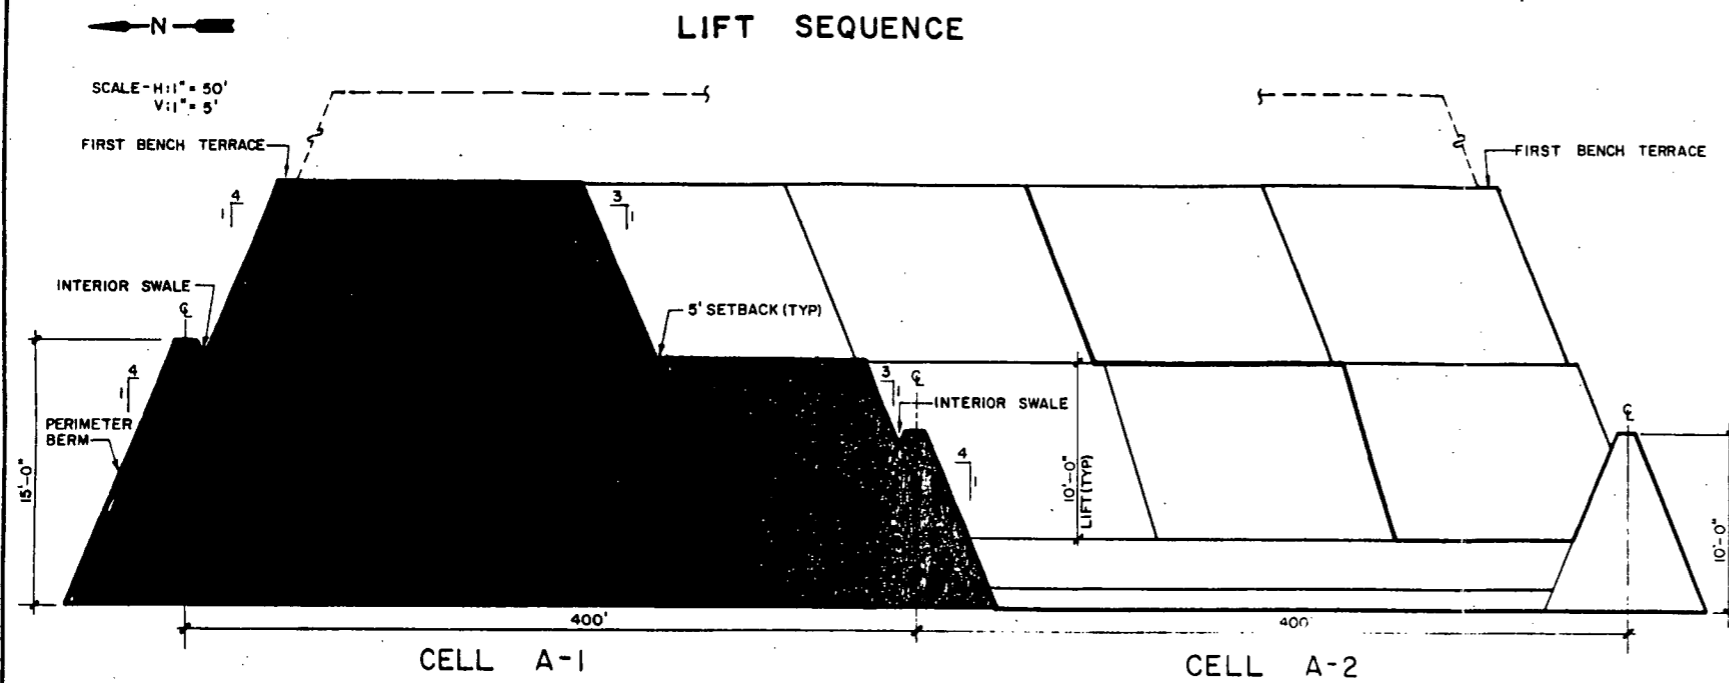 LIFT SEQUENCE
N
SCALE-H:1"=50'
V:1"=5'
FIRST BENCH TERRACE
FIRST BENCH TERRACE
4
1
3
1
INTERIOR SWALE
℄
5' SETBACK (TYP)
4
1
3
1
℄
INTERIOR SWALE
℄
PERIMETER
BERM
15'-0"
4
1
10'-0"
LIFT (TYP)
10'-0"
400'
400'
CELL A-1
CELL A-2